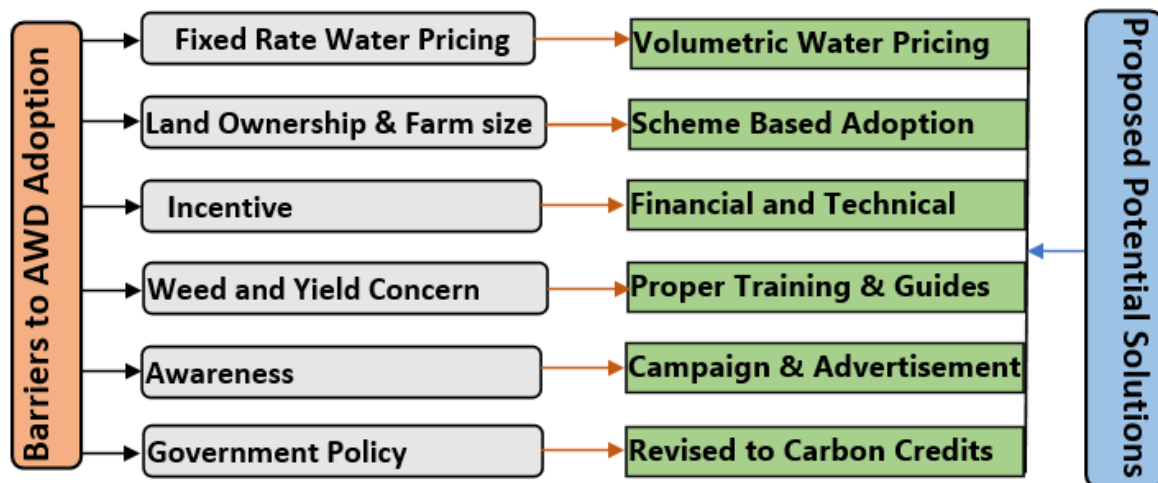 Barriers to AWD Adoption
Fixed Rate Water Pricing
Volumetric Water Pricing
Land Ownership & Farm size
Scheme Based Adoption
Incentive
Financial and Technical
Weed and Yield Concern
Proper Training & Guides
Awareness
Campaign & Advertisement
Government Policy
Revised to Carbon Credits
Proposed Potential Solutions